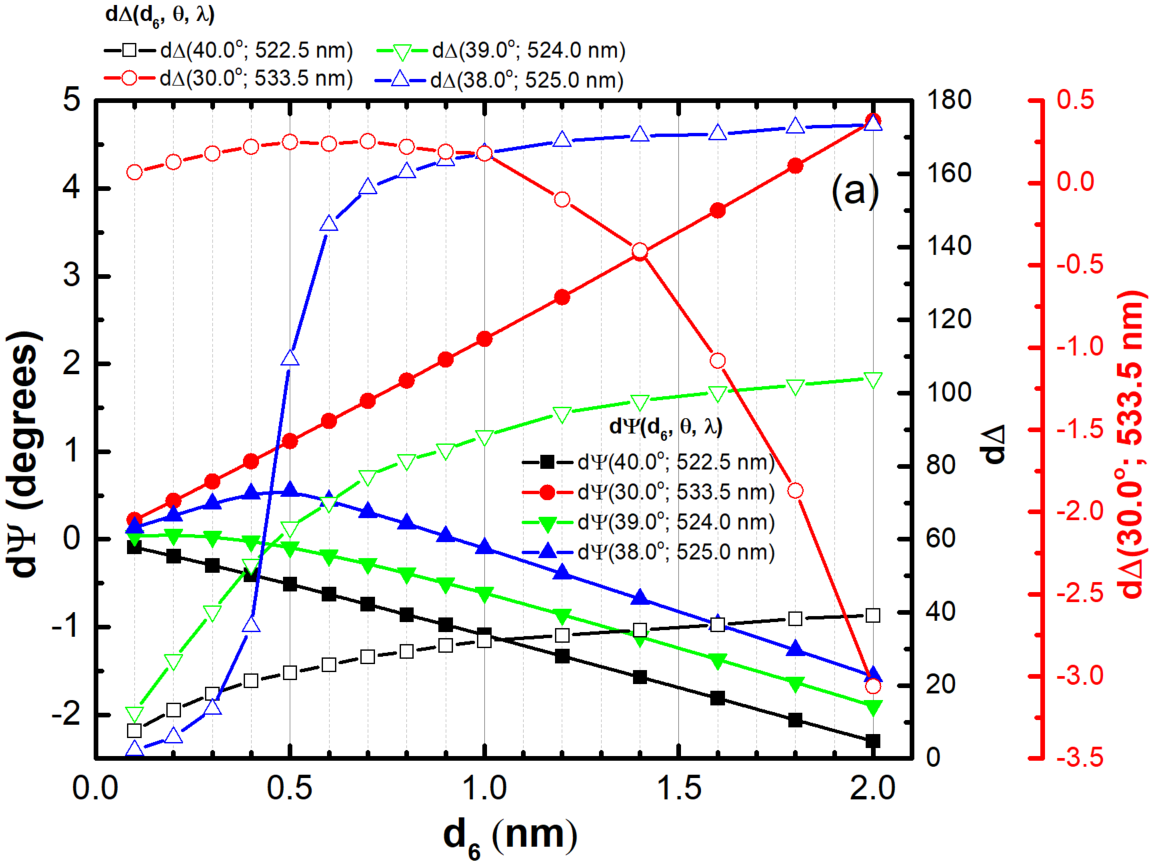 dΔ(d₆, θ, λ)
dΔ(40.0°; 522.5 nm) dΔ(39.0°; 524.0 nm)
dΔ(30.0°; 533.5 nm) dΔ(38.0°; 525.0 nm)
5
4
3
2
1
0
-1
-2
dΨ (degrees)
(a)
dΨ(d₆, θ, λ)
dΨ(40.0°; 522.5 nm)
dΨ(30.0°; 533.5 nm)
dΨ(39.0°; 524.0 nm)
dΨ(38.0°; 525.0 nm)
180
160
140
120
100
80
60
40
20
0
dΔ
0.5
0.0
-0.5
-1.0
-1.5
-2.0
-2.5
-3.0
-3.5
dΔ(30.0°; 533.5 nm)
0.0 0.5 1.0 1.5 2.0
d₆ (nm)